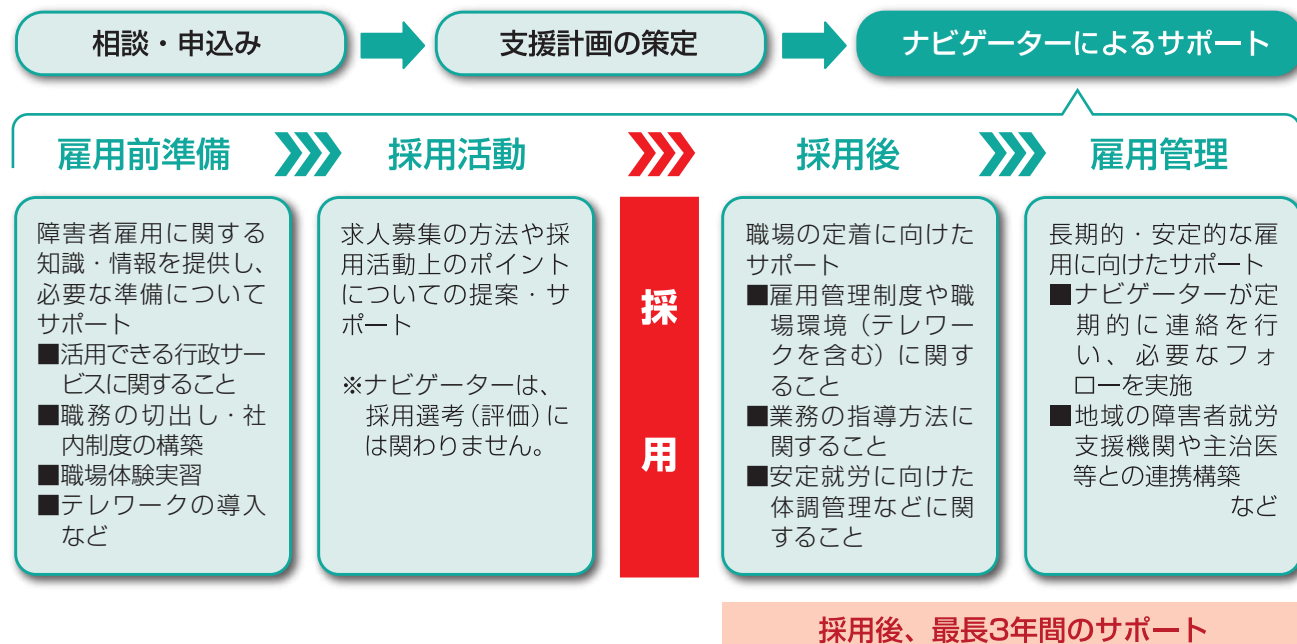 相談・申込み
支援計画の策定
ナビゲーターによるサポート
雇用前準備
採用活動
採用後
雇用管理
障害者雇用に関する
知識・情報を提供し、
必要な準備について
サポート
■活用できる行政サー
ビスに関すること
■職務の切出し・社
内制度の構築
■職場体験実習
■テレワークの導入
など
求人募集の方法や採
用活動上のポイント
についての提案・サ
ポート
※ナビゲーターは、
採用選考(評価)に
は関わりません。
採
用
職場の定着に向けた
サポート
■雇用管理制度や職
場環境（テレワー
クを含む）に関す
ること
■業務の指導方法に
関すること
■安定就労に向けた
体調管理などに関
すること
長期的・安定的な雇
用に向けたサポート
■ナビゲーターが定
期的に連絡を行
い、必要なフォ
ローを実施
■地域の障害者就労
支援機関や主治医
等との連携構築
など
採用後、最長3年間のサポート